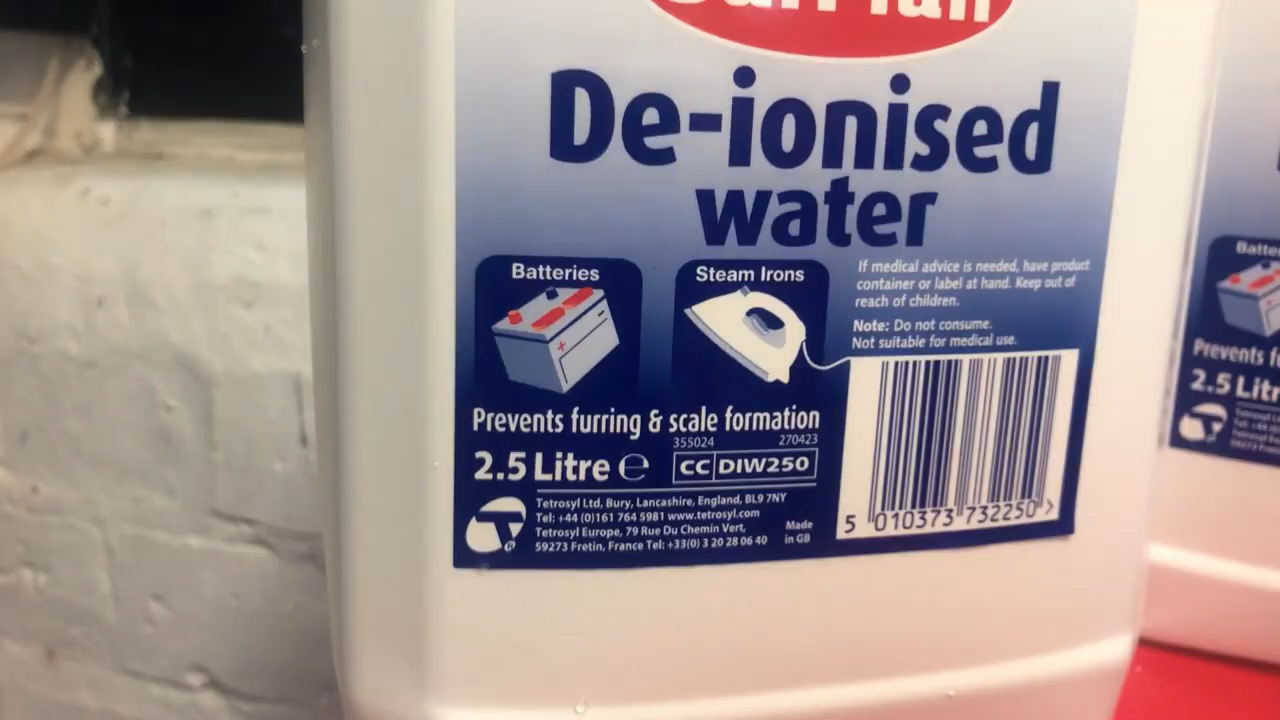 De-ionised
water
Batteries
Steam Irons
If medical advice is needed, have product
container or label at hand. Keep out of
reach of children.
Note: Do not consume.
Not suitable for medical use.
Prevents furring & scale formation
355024 270423
2.5 Litre ℮
CC DIW250
Tetrosyl Ltd, Bury, Lancashire, England, BL9 7NY
Tel: +44 (0)161 764 5981 www.tetrosyl.com
Tetrosyl Europe, 79 Rue Du Chemin Vert,
59273 Fretin, France Tel: +33(0) 3 20 28 06 40
Made
in GB
5 010373 732250 >
Prevents
2.5 Litr